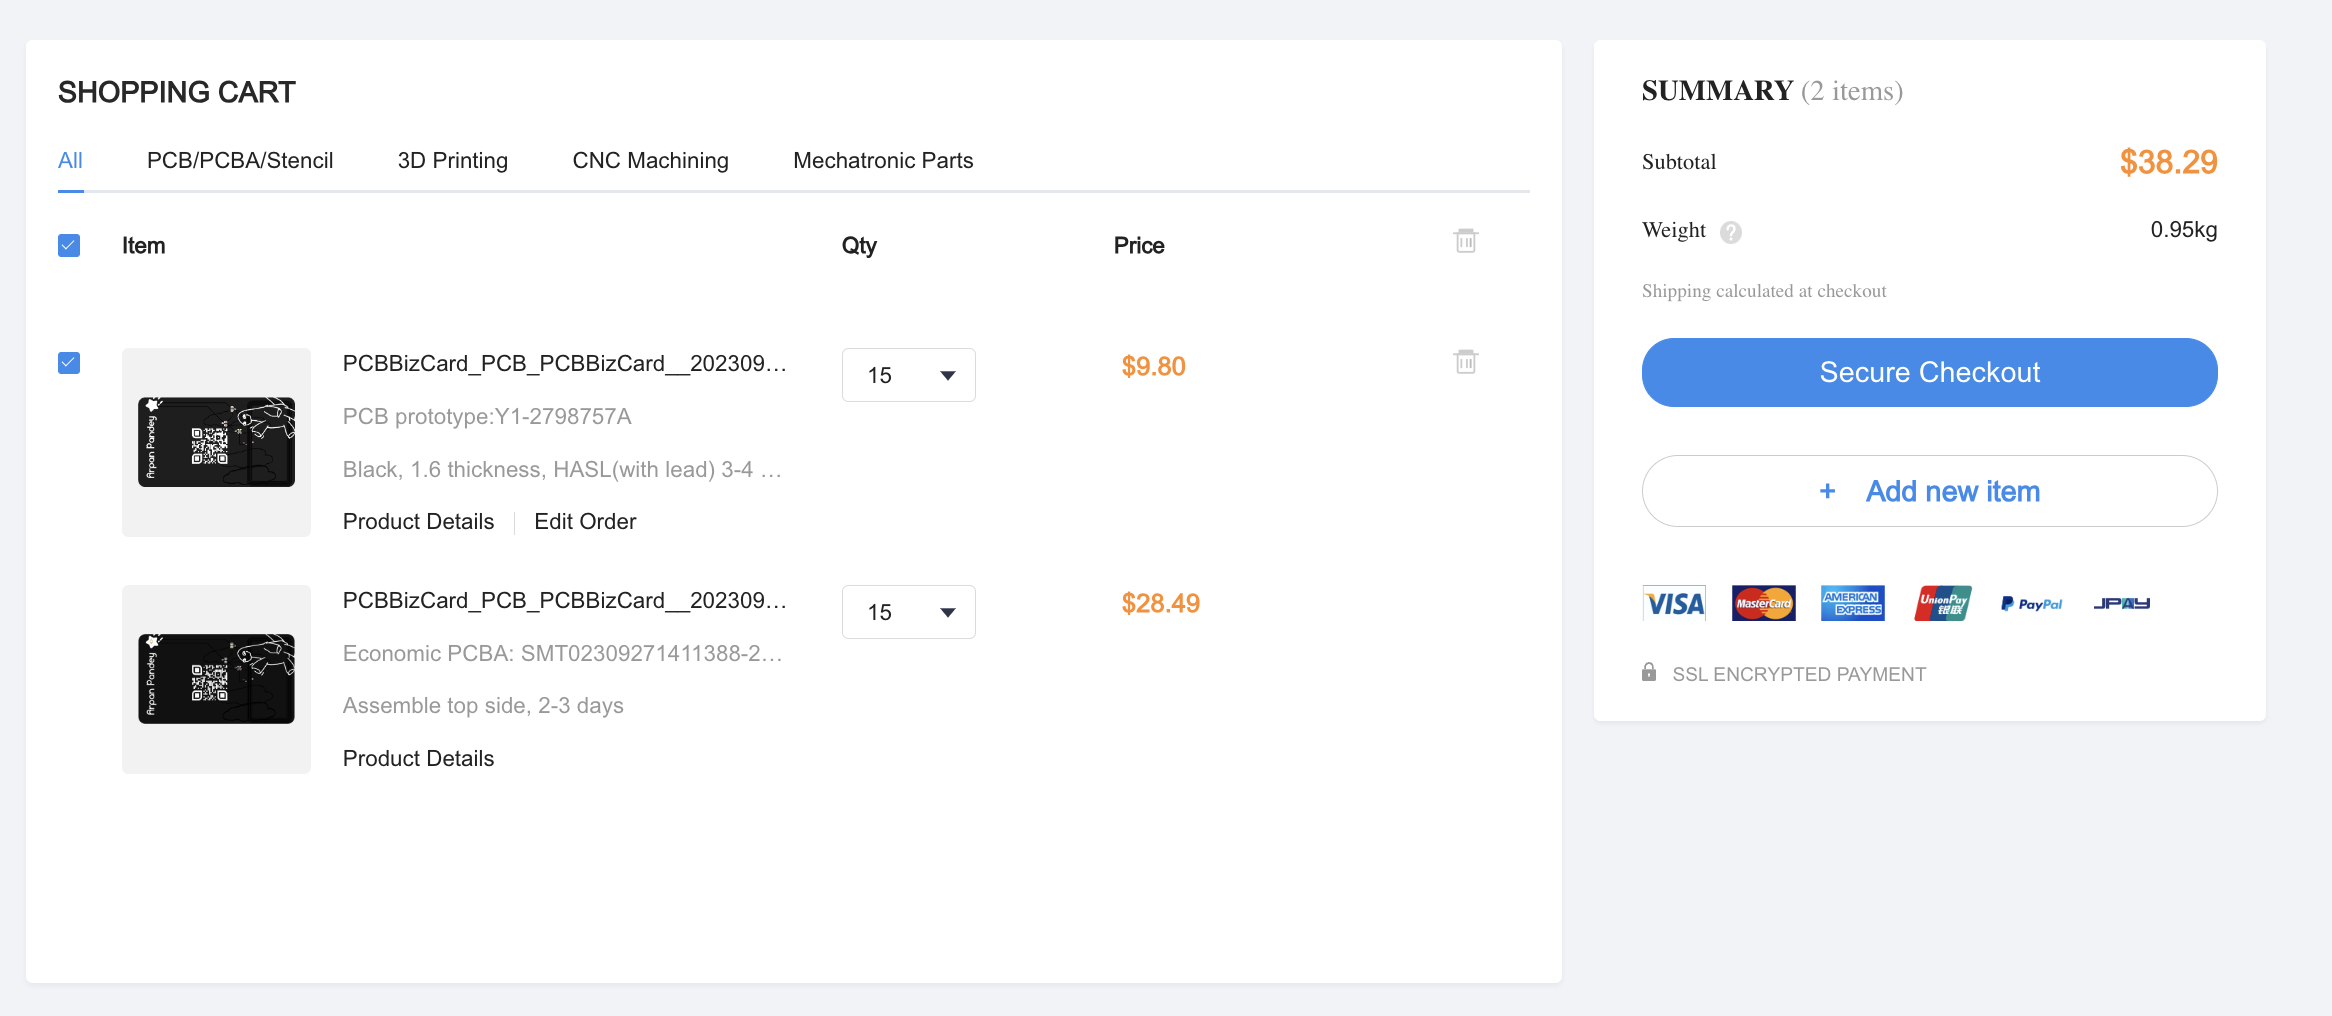 SHOPPING CART
All
PCB/PCBA/Stencil
3D Printing
CNC Machining
Mechatronic Parts
Item
Qty
Price
PCBBizCard_PCB_PCBBizCard__202309...
15
$9.80
PCB prototype:Y1-2798757A
Black, 1.6 thickness, HASL(with lead) 3-4 ...
Product Details
Edit Order
Arpan Pandey
PCBBizCard_PCB_PCBBizCard__202309...
15
$28.49
Economic PCBA: SMT02309271411388-2...
Assemble top side, 2-3 days
Product Details
Arpan Pandey
SUMMARY (2 items)
Subtotal
$38.29
Weight ?
0.95kg
Shipping calculated at checkout
Secure Checkout
+ Add new item
VISA
MasterCard
AMERICAN EXPRESS
UnionPay
银联
PayPal
JPAY
SSL ENCRYPTED PAYMENT